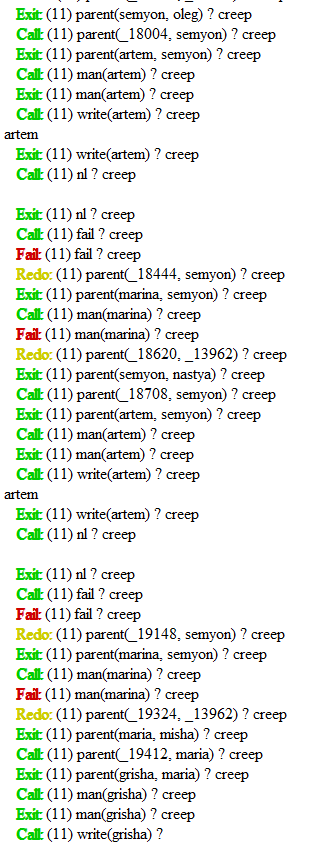 Exit: (11) parent(semyon, oleg) ? creep
Call: (11) parent(_18004, semyon) ? creep
Exit: (11) parent(artem, semyon) ? creep
Call: (11) man(artem) ? creep
Exit: (11) man(artem) ? creep
Call: (11) write(artem) ? creep
artem
Exit: (11) write(artem) ? creep
Call: (11) nl ? creep
Exit: (11) nl ? creep
Call: (11) fail ? creep
Fail: (11) fail ? creep
Redo: (11) parent(_18444, semyon) ? creep
Exit: (11) parent(marina, semyon) ? creep
Call: (11) man(marina) ? creep
Fail: (11) man(marina) ? creep
Redo: (11) parent(_18620, _13962) ? creep
Exit: (11) parent(semyon, nastya) ? creep
Call: (11) parent(_18708, semyon) ? creep
Exit: (11) parent(artem, semyon) ? creep
Call: (11) man(artem) ? creep
Exit: (11) man(artem) ? creep
Call: (11) write(artem) ? creep
artem
Exit: (11) write(artem) ? creep
Call: (11) nl ? creep
Exit: (11) nl ? creep
Call: (11) fail ? creep
Fail: (11) fail ? creep
Redo: (11) parent(_19148, semyon) ? creep
Exit: (11) parent(marina, semyon) ? creep
Call: (11) man(marina) ? creep
Fail: (11) man(marina) ? creep
Redo: (11) parent(_19324, _13962) ? creep
Exit: (11) parent(maria, misha) ? creep
Call: (11) parent(_19412, maria) ? creep
Exit: (11) parent(grisha, maria) ? creep
Call: (11) man(grisha) ? creep
Exit: (11) man(grisha) ? creep
Call: (11) write(grisha) ?